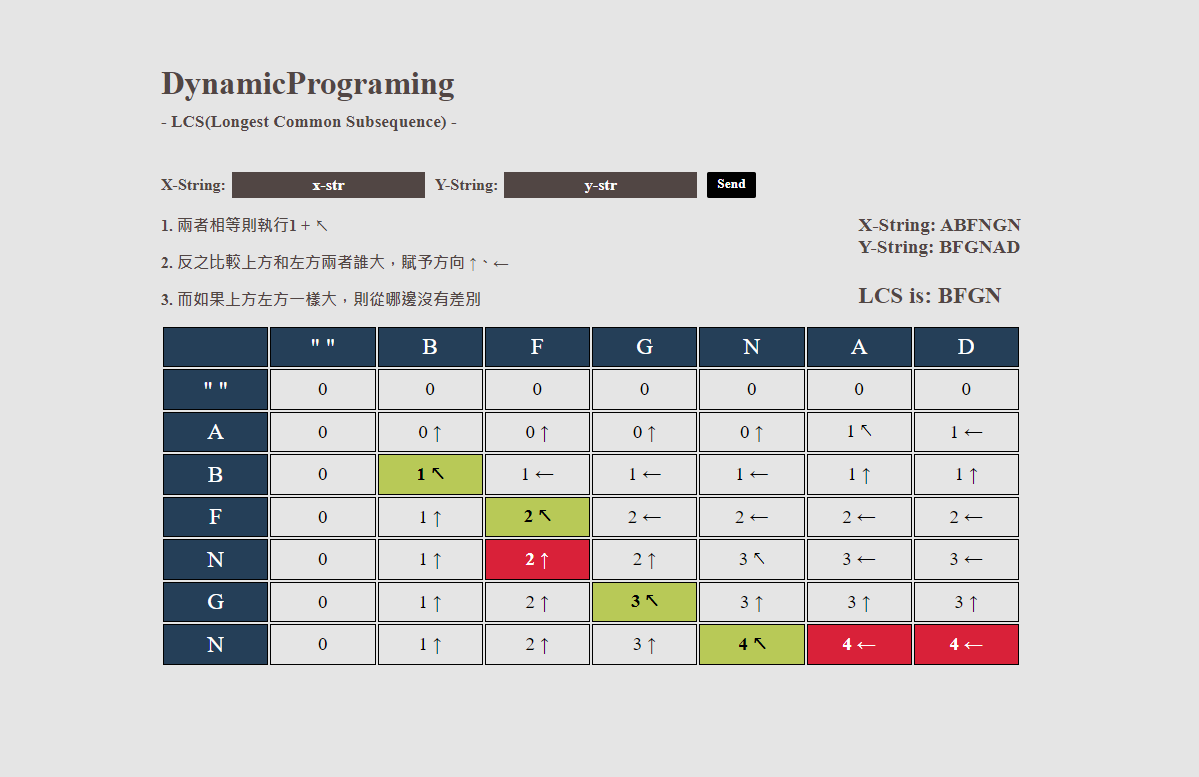 DynamicPrograming
- LCS(Longest Common Subsequence) -
X-String: x-str Y-String: y-str Send
1. 兩者相等則執行1 + ↖
2. 反之比較上方和左方兩者誰大，賦予方向 ↑、←
3. 而如果上方左方一樣大，則從哪邊沒有差別
X-String: ABFNGN
Y-String: BFGNAD
LCS is: BFGN
" " B F G N A D
" " 0 0 0 0 0 0 0
A 0 0 ↑ 0 ↑ 0 ↑ 0 ↑ 1 ↖ 1 ←
B 0 1 ↖ 1 ← 1 ← 1 ← 1 ↑ 1 ↑
F 0 1 ↑ 2 ↖ 2 ← 2 ← 2 ← 2 ←
N 0 1 ↑ 2 ↑ 2 ↑ 3 ↖ 3 ← 3 ←
G 0 1 ↑ 2 ↑ 3 ↖ 3 ↑ 3 ↑ 3 ↑
N 0 1 ↑ 2 ↑ 3 ↑ 4 ↖ 4 ← 4 ←